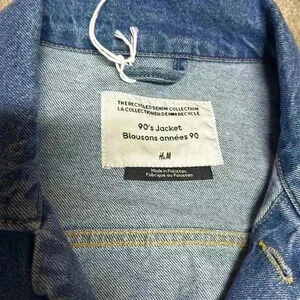 THE RECYCLED DENIM COLLECTION
LA COLLECTION EN DENIM RECYCLÉ
90's Jacket
Blousons années 90
H&M
Made in Pakistan
Fabriqué au Pakistan